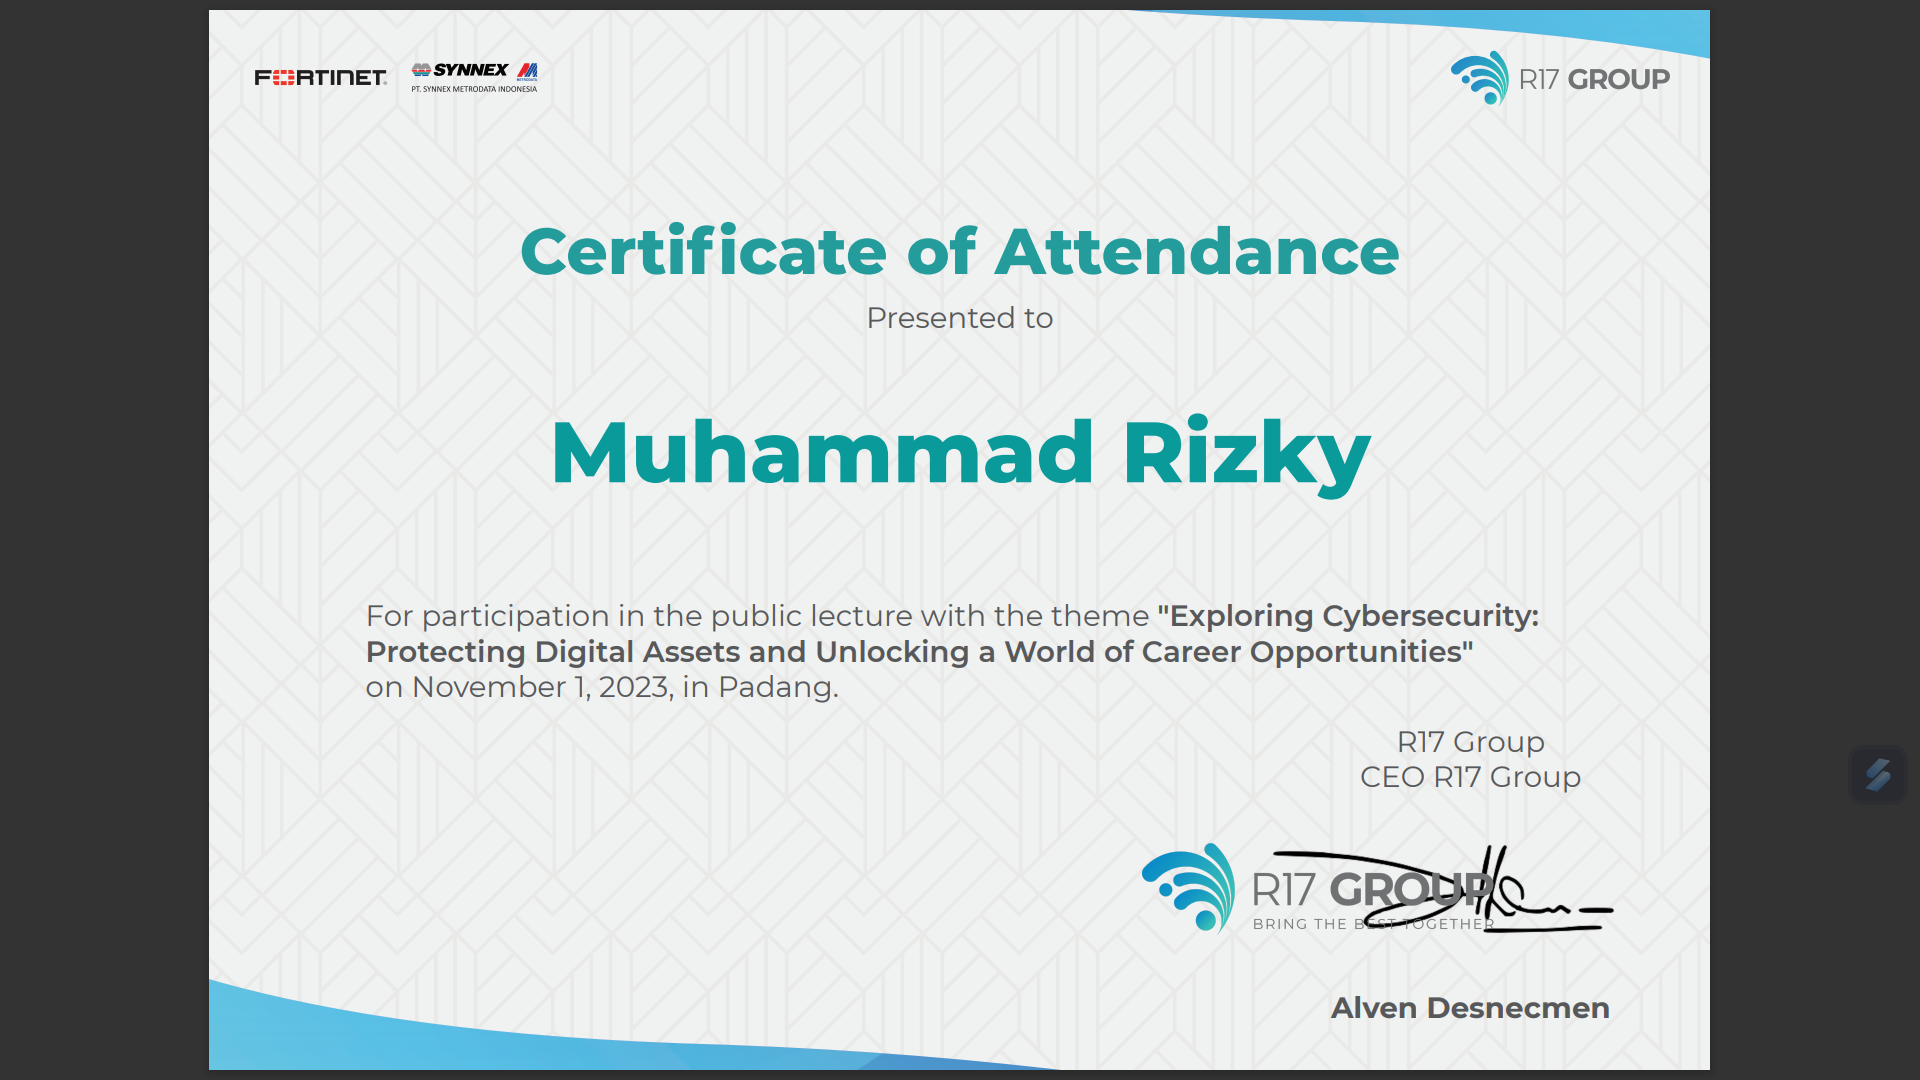 FORTINET
SYNNEX METRODATA
PT. SYNNEX METRODATA INDONESIA
R17 GROUP
Certificate of Attendance
Presented to
Muhammad Rizky
For participation in the public lecture with the theme "Exploring Cybersecurity:
Protecting Digital Assets and Unlocking a World of Career Opportunities"
on November 1, 2023, in Padang.
R17 Group
CEO R17 Group
R17 GROUP
BRING THE BEST TOGETHER
Alven Desnecmen